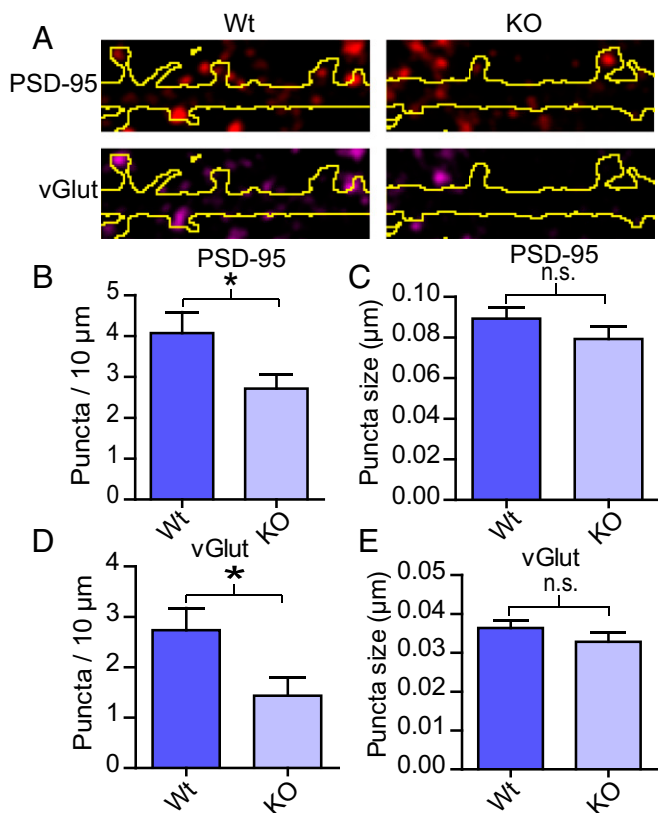 A
Wt
KO
PSD-95
vGlut
B
PSD-95
*
Puncta / 10 µm
5
4
3
2
1
0
Wt
KO
C
PSD-95
n.s.
Puncta size (µm)
0.10
0.08
0.06
0.04
0.02
0.00
Wt
KO
D
vGlut
*
Puncta / 10 µm
4
3
2
1
0
Wt
KO
E
vGlut
n.s.
Puncta size (µm)
0.05
0.04
0.03
0.02
0.01
0.00
Wt
KO